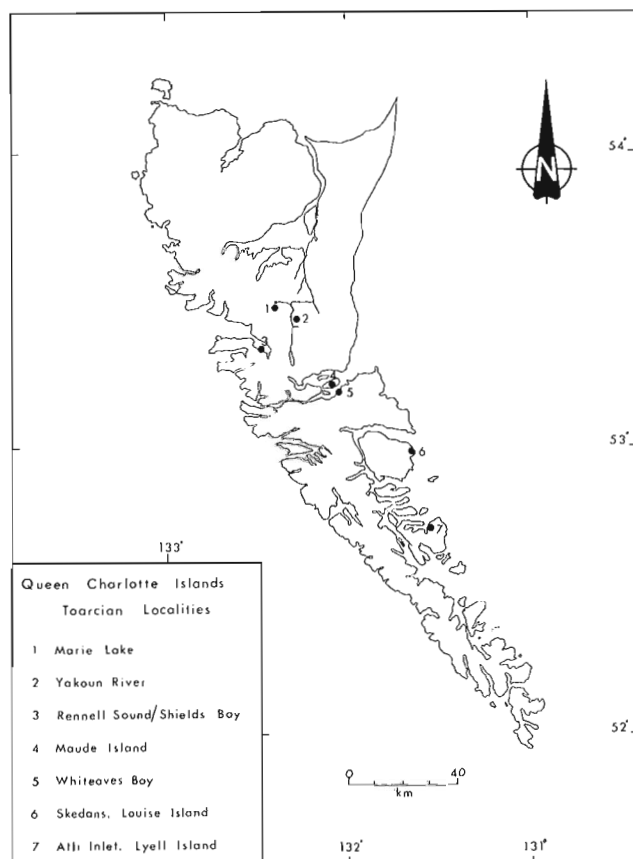 54°
N
1
2
3
4
5
53°
6
7
133°
Queen Charlotte Islands
Toarcian Localities
1 Marie Lake
2 Yakoun River
3 Rennell Sound/Shields Bay
4 Maude Island
5 Whiteaves Bay
6 Skedans, Louise Island
7 Atli Inlet, Lyell Island
52°
0 40
km
132° 131°